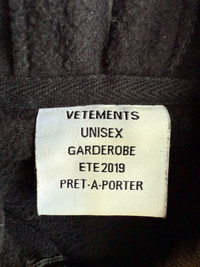 VETEMENTS
UNISEX
GARDEROBE
ETE2019
PRET-A-PORTER